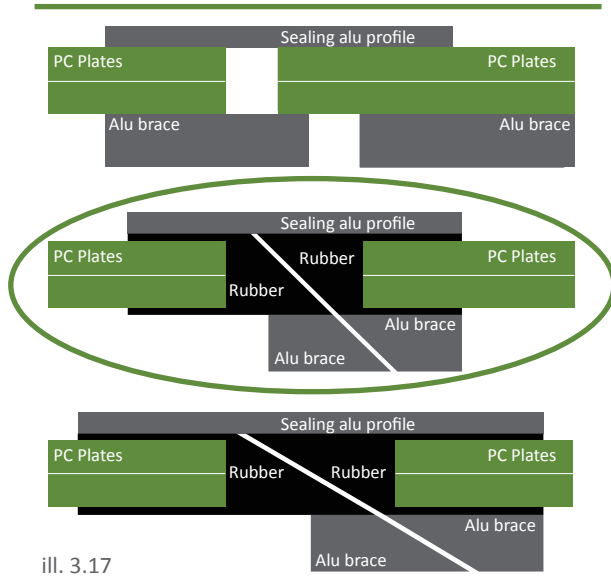 Sealing alu profile
PC Plates PC Plates
Alu brace Alu brace
Sealing alu profile
PC Plates Rubber PC Plates
Rubber
Alu brace
Alu brace
Sealing alu profile
PC Plates PC Plates
Rubber Rubber
Alu brace
Alu brace
ill. 3.17